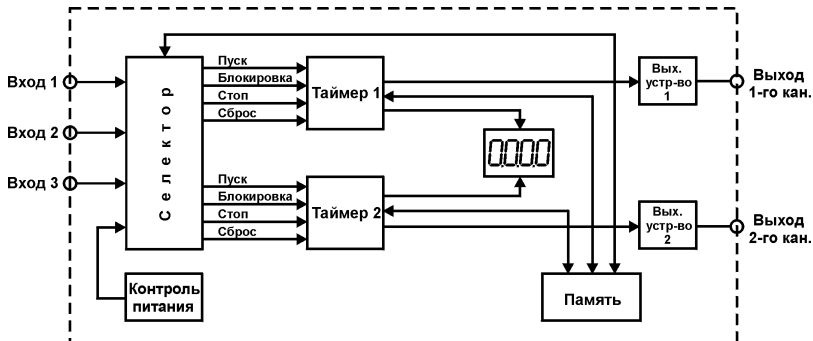 Вход 1
Вход 2
Вход 3
Селектор
Пуск
Блокировка
Стоп
Сброс
Таймер 1
Пуск
Блокировка
Стоп
Сброс
Таймер 2
0.0.0.0
Вых.
устр-во
1
Выход
1-го кан.
Вых.
устр-во
2
Выход
2-го кан.
Контроль
питания
Память